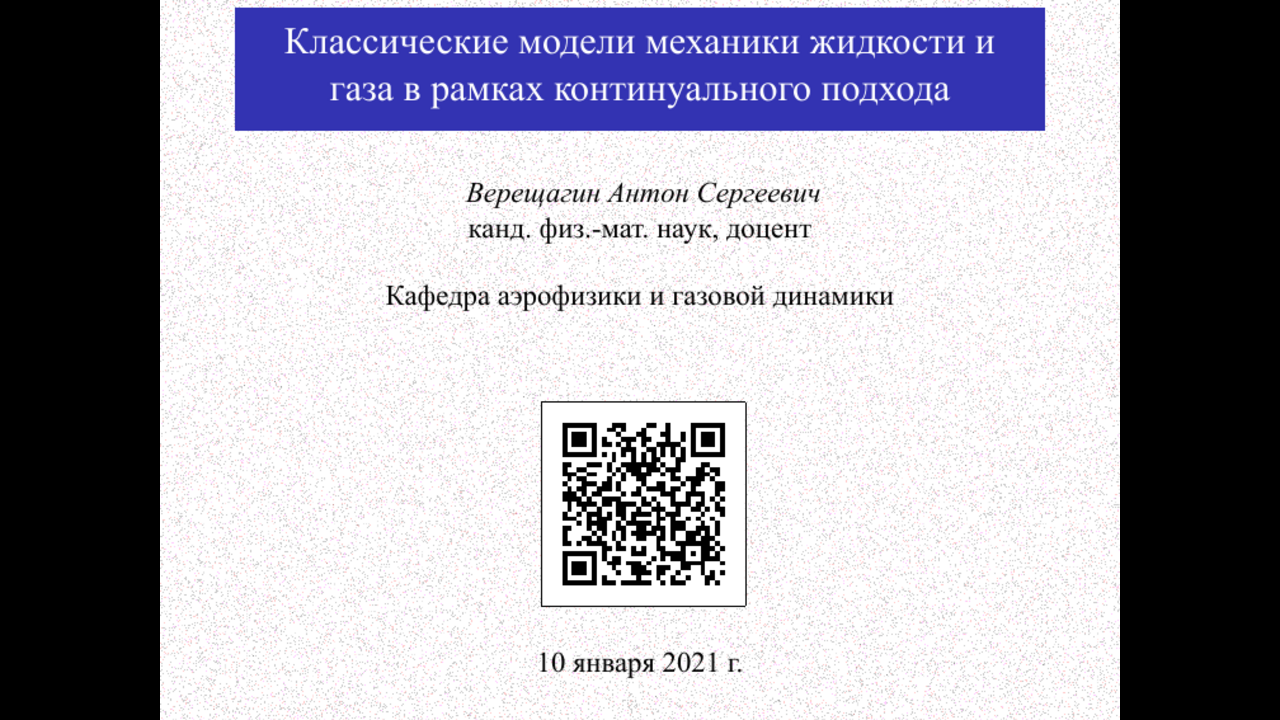 Классические модели механики жидкости и
газа в рамках континуального подхода
Верещагин Антон Сергеевич
канд. физ.-мат. наук, доцент
Кафедра аэрофизики и газовой динамики
10 января 2021 г.